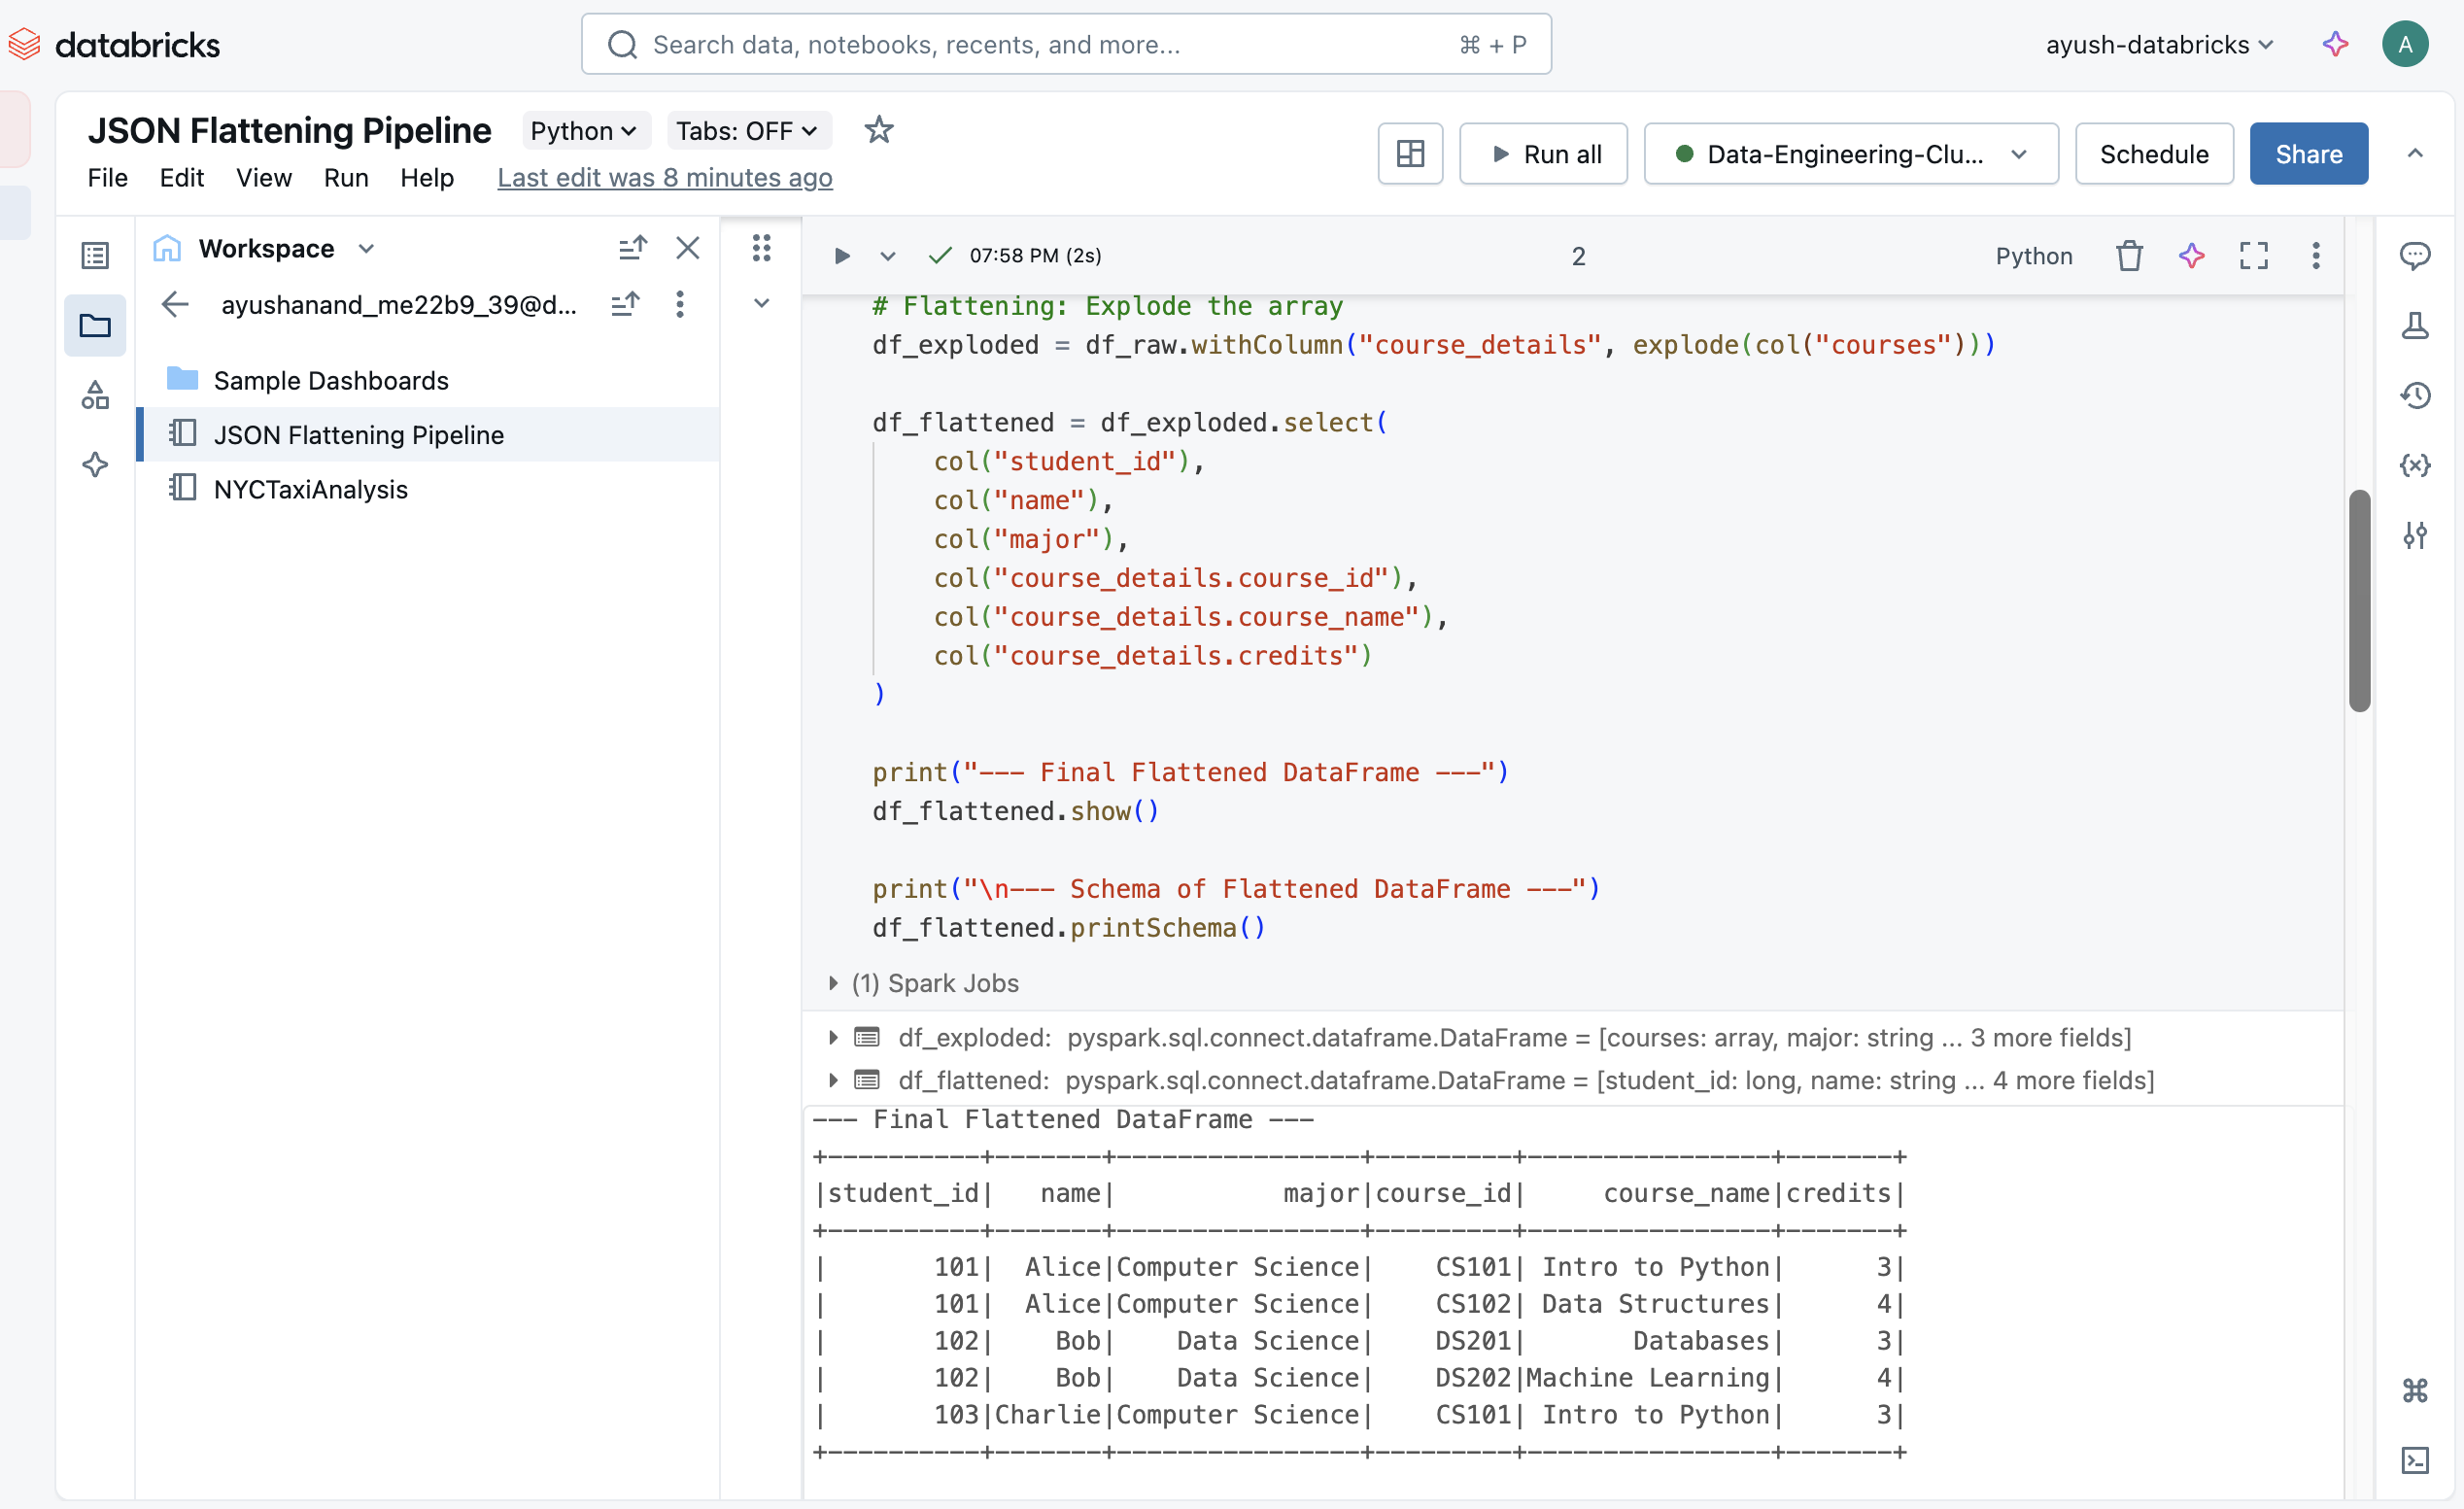 databricks
Search data, notebooks, recents, and more...
⌘ + P
ayush-databricks
A
JSON Flattening Pipeline
Python
Tabs: OFF
File Edit View Run Help
Last edit was 8 minutes ago
Run all
Data-Engineering-Clu...
Schedule
Share
Workspace
ayushanand_me22b9_39@d...
Sample Dashboards
JSON Flattening Pipeline
NYCTaxiAnalysis
07:58 PM (2s)
2
Python
# Flattening: Explode the array
df_exploded = df_raw.withColumn("course_details", explode(col("courses")))
df_flattened = df_exploded.select(
    col("student_id"),
    col("name"),
    col("major"),
    col("course_details.course_id"),
    col("course_details.course_name"),
    col("course_details.credits")
)
print("--- Final Flattened DataFrame ---")
df_flattened.show()
print("\n--- Schema of Flattened DataFrame ---")
df_flattened.printSchema()
(1) Spark Jobs
df_exploded: pyspark.sql.connect.dataframe.DataFrame = [courses: array, major: string ... 3 more fields]
df_flattened: pyspark.sql.connect.dataframe.DataFrame = [student_id: long, name: string ... 4 more fields]
--- Final Flattened DataFrame ---
+----------+-------+----------------+---------+----------------+-------+
|student_id|   name|           major|course_id|     course_name|credits|
+----------+-------+----------------+---------+----------------+-------+
|       101|  Alice|Computer Science|    CS101| Intro to Python|      3|
|       101|  Alice|Computer Science|    CS102| Data Structures|      4|
|       102|    Bob|    Data Science|    DS201|       Databases|      3|
|       102|    Bob|    Data Science|    DS202|Machine Learning|      4|
|       103|Charlie|Computer Science|    CS101| Intro to Python|      3|
+----------+-------+----------------+---------+----------------+-------+